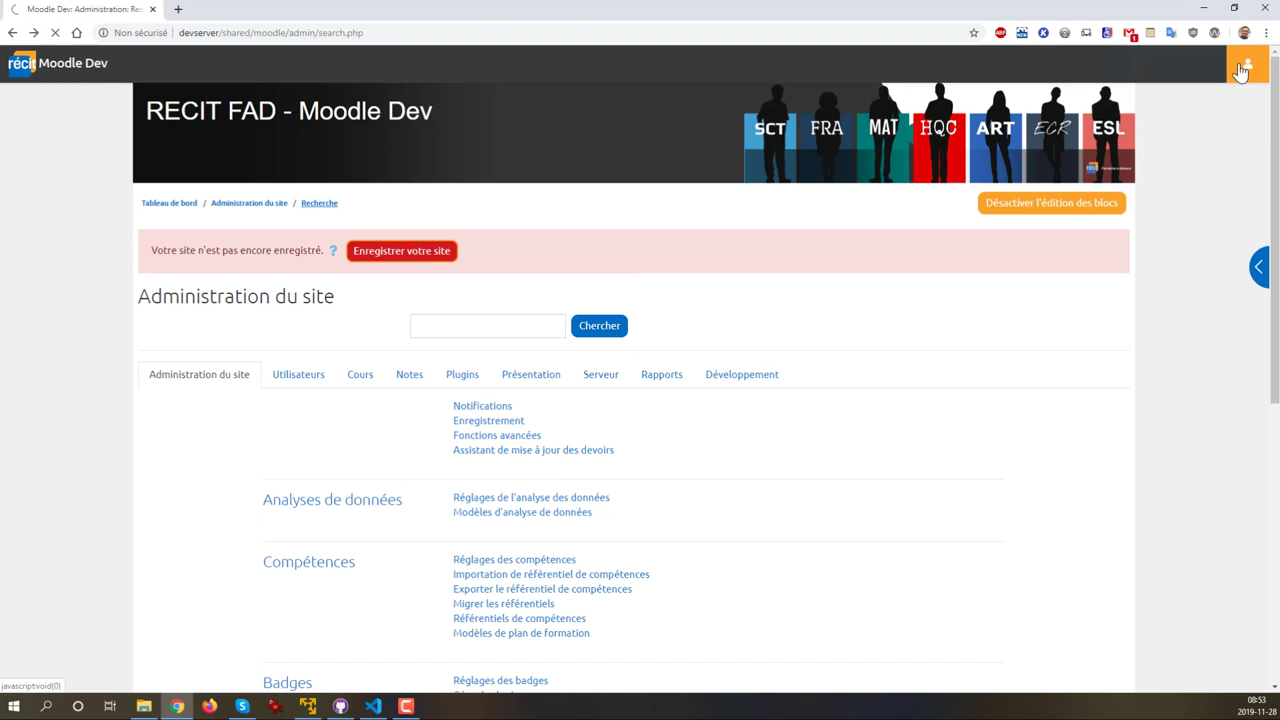 Moodle Dev: Administration: Rec
Non sécurisé
devserver/shared/moodle/admin/search.php
1
récit Moodle Dev
RECIT FAD - Moodle Dev
SCT FRA MAT HQC ART ECR ESL
Tableau de bord / Administration du site / Recherche
Désactiver l'édition des blocs
Votre site n'est pas encore enregistré. ? Enregistrer votre site
Administration du site
Chercher
Administration du site Utilisateurs Cours Notes Plugins Présentation Serveur Rapports Développement
Notifications
Enregistrement
Fonctions avancées
Assistant de mise à jour des devoirs
Analyses de données
Réglages de l'analyse des données
Modèles d'analyse de données
Compétences
Réglages des compétences
Importation de référentiel de compétences
Exporter le référentiel de compétences
Migrer les référentiels
Référentiels de compétences
Modèles de plan de formation
Badges
Réglages des badges
javascript:void(0)
08:53
2019-11-28